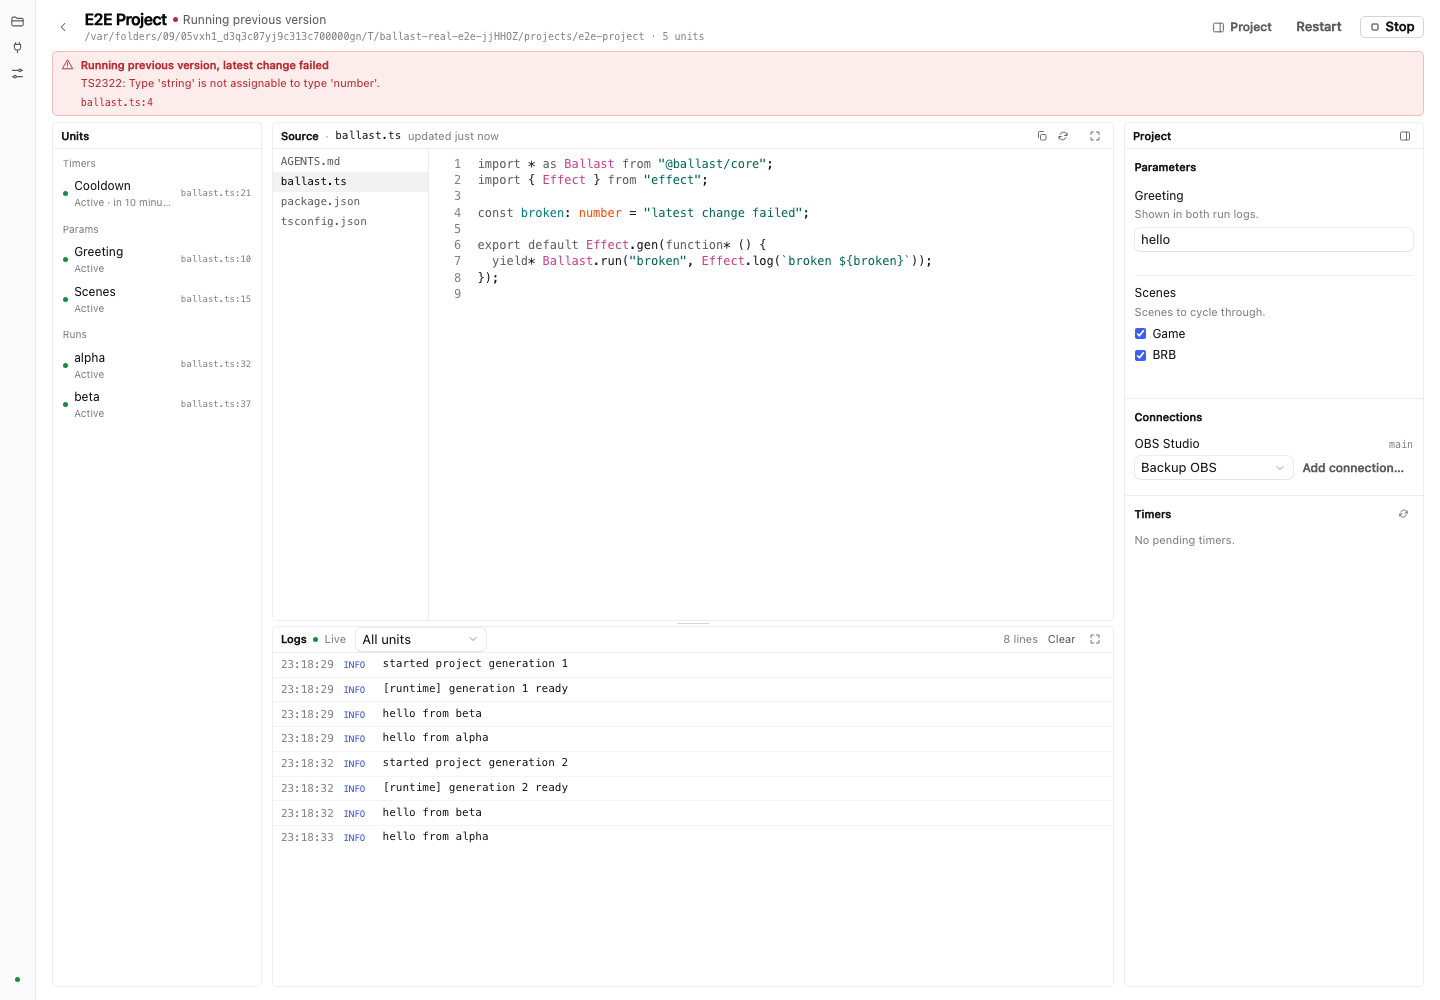 E2E Project Running previous version
/var/folders/09/05vxh1_d3q3c07yj9c313c700000gn/T/ballast-real-e2e-jjHHOZ/projects/e2e-project · 5 units
Project Restart Stop
Running previous version, latest change failed
TS2322: Type 'string' is not assignable to type 'number'.
ballast.ts:4
Units
Timers
Cooldown ballast.ts:21
Active · in 10 minu...
Params
Greeting ballast.ts:10
Active
Scenes ballast.ts:15
Active
Runs
alpha ballast.ts:32
Active
beta ballast.ts:37
Active
Source · ballast.ts updated just now
AGENTS.md
ballast.ts
package.json
tsconfig.json
1 import * as Ballast from "@ballast/core";
2 import { Effect } from "effect";
3
4 const broken: number = "latest change failed";
5
6 export default Effect.gen(function* () {
7 yield* Ballast.run("broken", Effect.log(`broken ${broken}`));
8 });
9
Logs Live All units 8 lines Clear
23:18:29 INFO started project generation 1
23:18:29 INFO [runtime] generation 1 ready
23:18:29 INFO hello from beta
23:18:29 INFO hello from alpha
23:18:32 INFO started project generation 2
23:18:32 INFO [runtime] generation 2 ready
23:18:32 INFO hello from beta
23:18:33 INFO hello from alpha
Project
Parameters
Greeting
Shown in both run logs.
hello
Scenes
Scenes to cycle through.
Game
BRB
Connections
OBS Studio main
Backup OBS Add connection...
Timers
No pending timers.